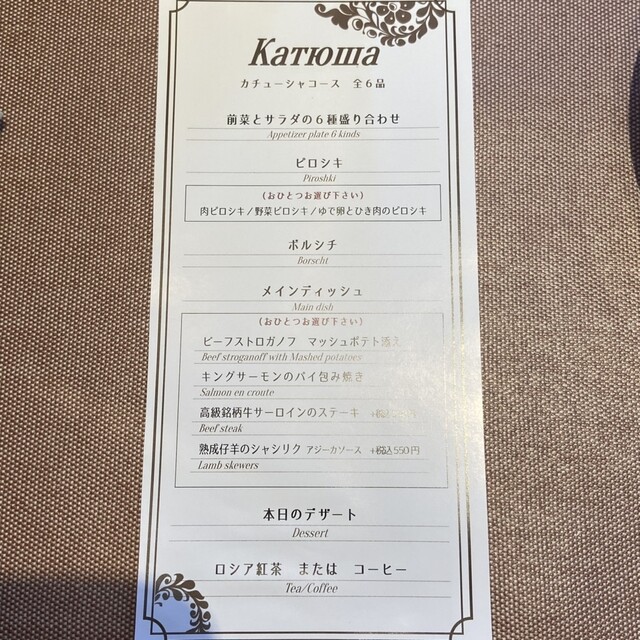 Катюша
カチューシャコース 全6品
前菜とサラダの6種盛り合わせ
Appetizer plate 6 kinds
ピロシキ
Piroshki
(おひとつお選び下さい)
肉ピロシキ/野菜ピロシキ/ゆで卵とひき肉のピロシキ
ボルシチ
Borscht
メインディッシュ
Main dish
(おひとつお選び下さい)
ビーフストロガノフ マッシュポテト添え
Beef stroganoff with Mashed potatoes
キングサーモンのパイ包み焼き
Salmon en croute
高級銘柄牛サーロインのステーキ
Beef steak
熟成仔羊のシャシリク アジーカソース +税込550円
Lamb skewers
本日のデザート
Dessert
ロシア紅茶 または コーヒー
Tea/Coffee